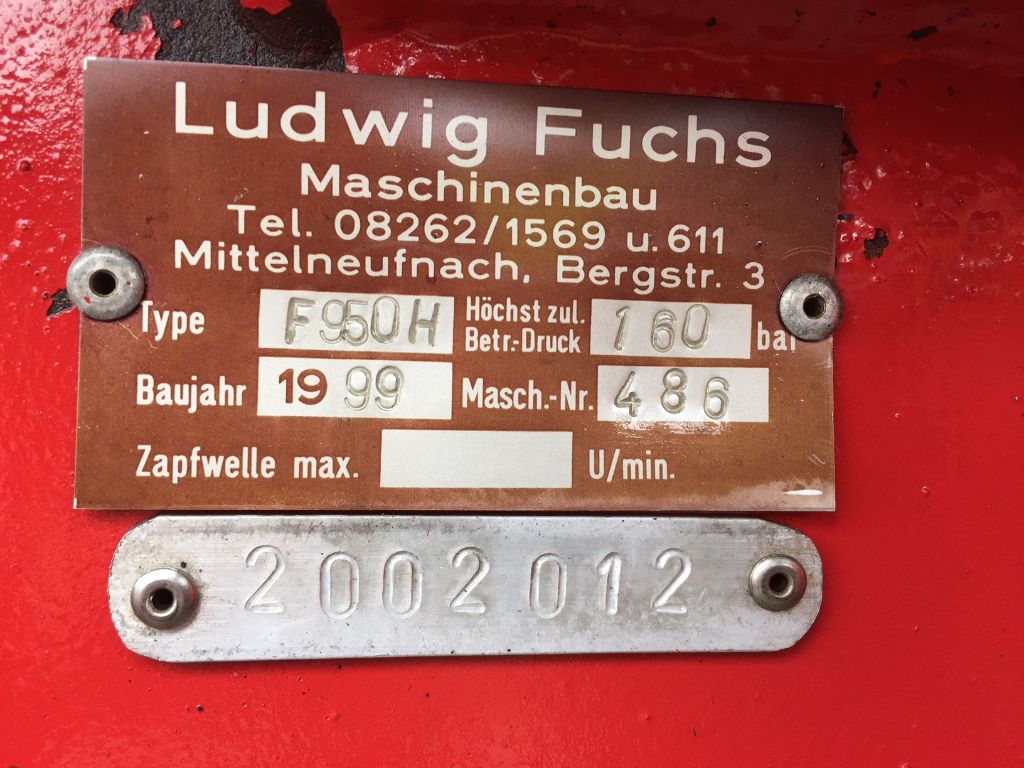 Ludwig Fuchs
Maschinenbau
Tel. 08262/1569 u. 611
Mittelneufnach, Bergstr. 3
Type F950H Höchst zul. Betr.-Druck 160 bar
Baujahr 1999 Masch.-Nr. 486
Zapfwelle max. U/min.
2002012